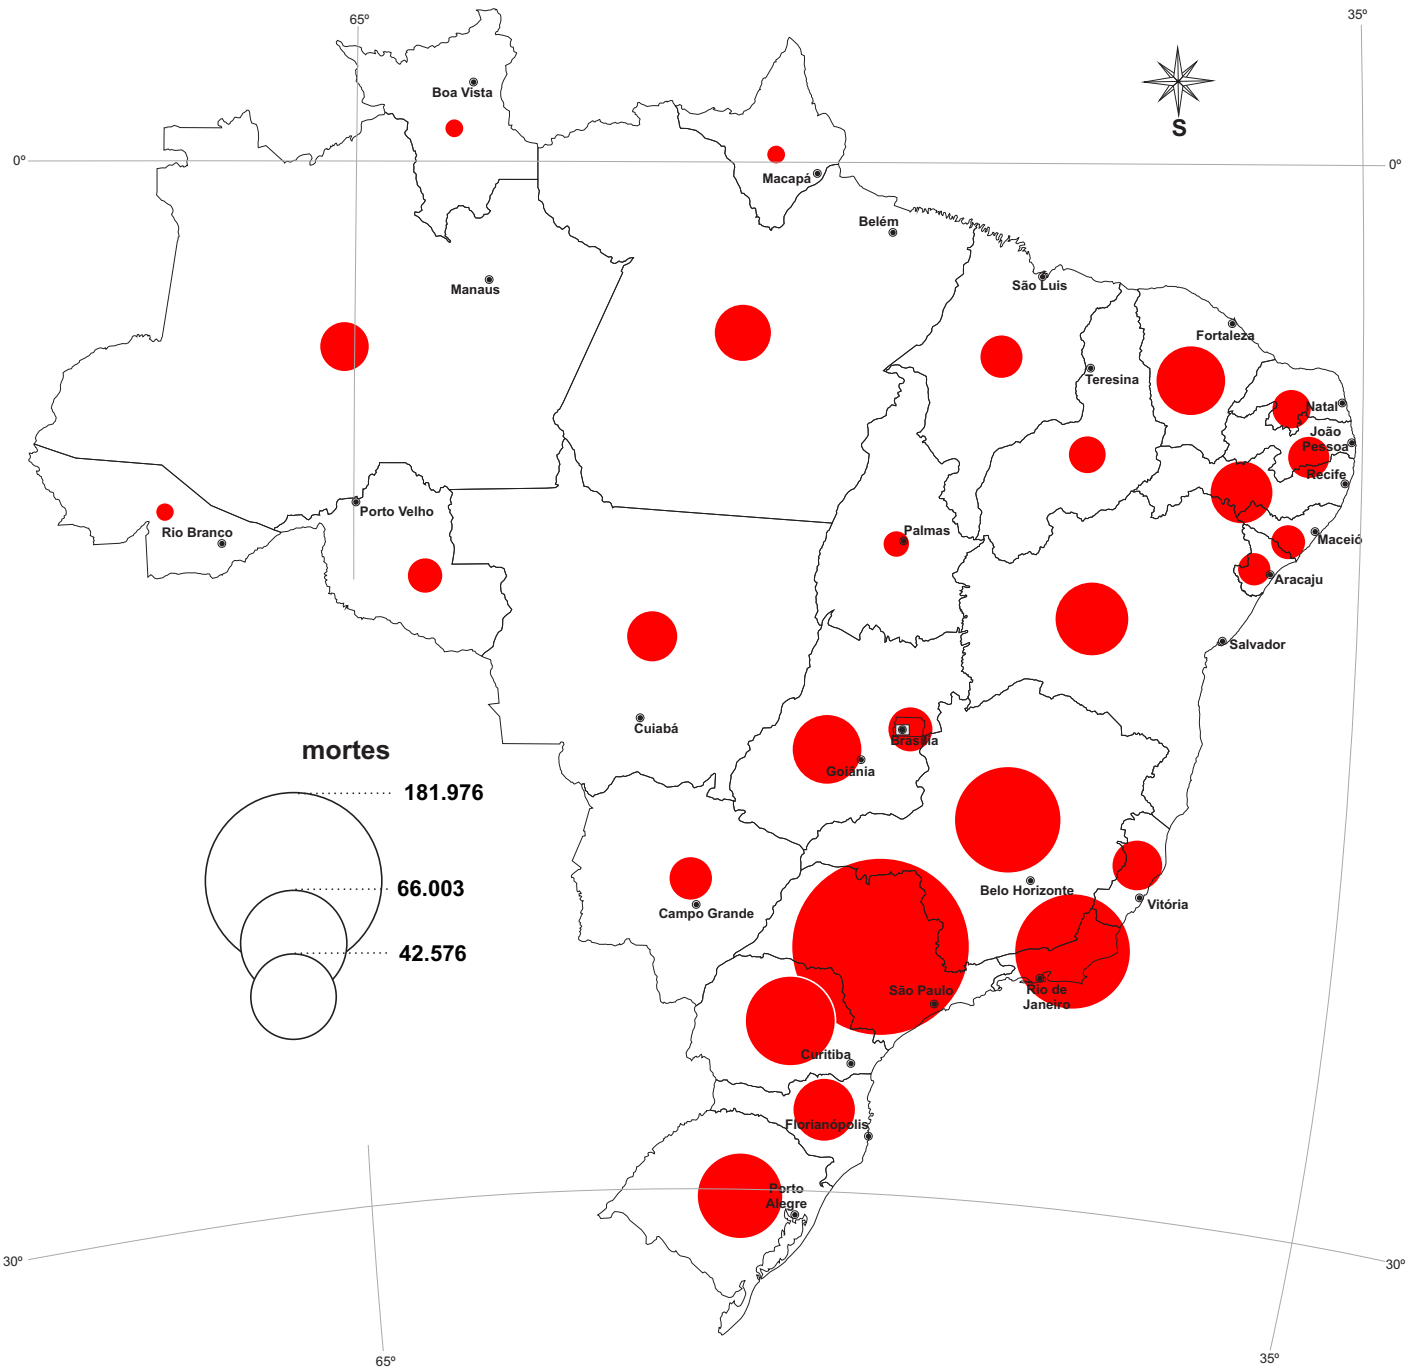 65º
35º
Boa Vista
S
0º
0º
Macapá
Belém
São Luis
Manaus
Fortaleza
Teresina
Natal
João
Pessoa
Recife
Porto Velho
Rio Branco
Palmas
Maceió
Aracaju
Salvador
Cuiabá
Brasília
Goiánia
mortes
181.976
66.003
42.576
Belo Horizonte
Vitória
Campo Grande
São Paulo
Rio de
Janeiro
Curitiba
Florianópolis
Porto
Alegre
30º
30º
65º
35º